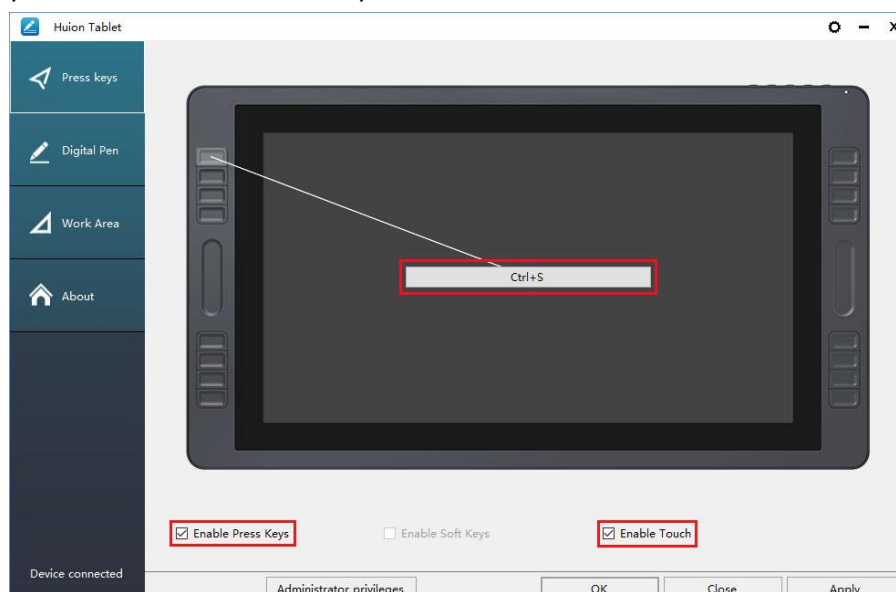 Huion Tablet
Press keys
Digital Pen
Work Area
About
Ctrl+S
Enable Press Keys
Enable Soft Keys
Enable Touch
Device connected
Administrator privileges
OK
Close
Apply